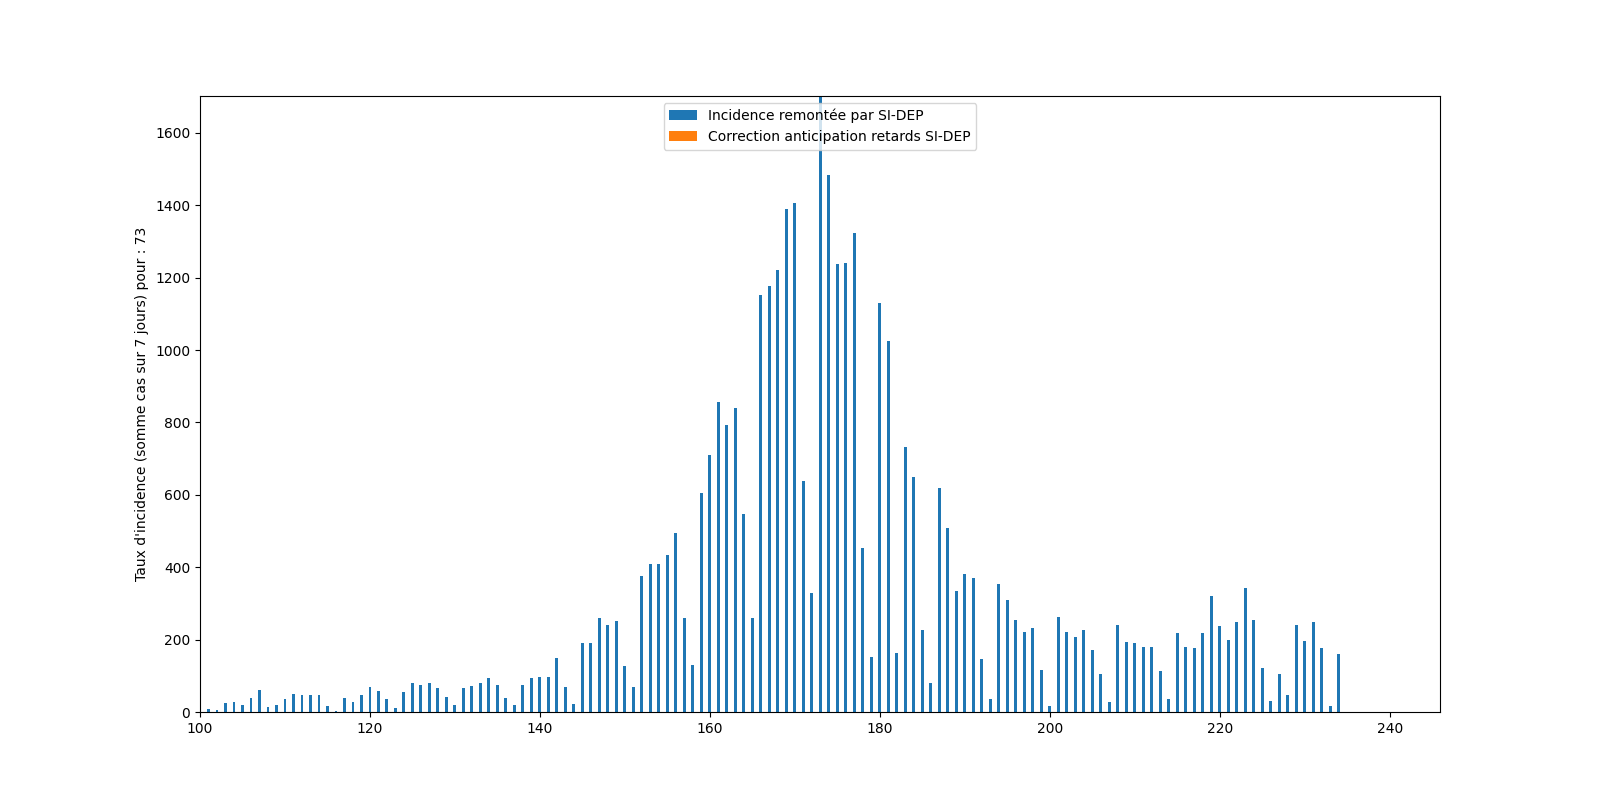 Incidence remontée par SI-DEP
Correction anticipation retards SI-DEP
Taux d'incidence (somme cas sur 7 jours) pour : 73
1600
1400
1200
1000
800
600
400
200
0
100 120 140 160 180 200 220 240